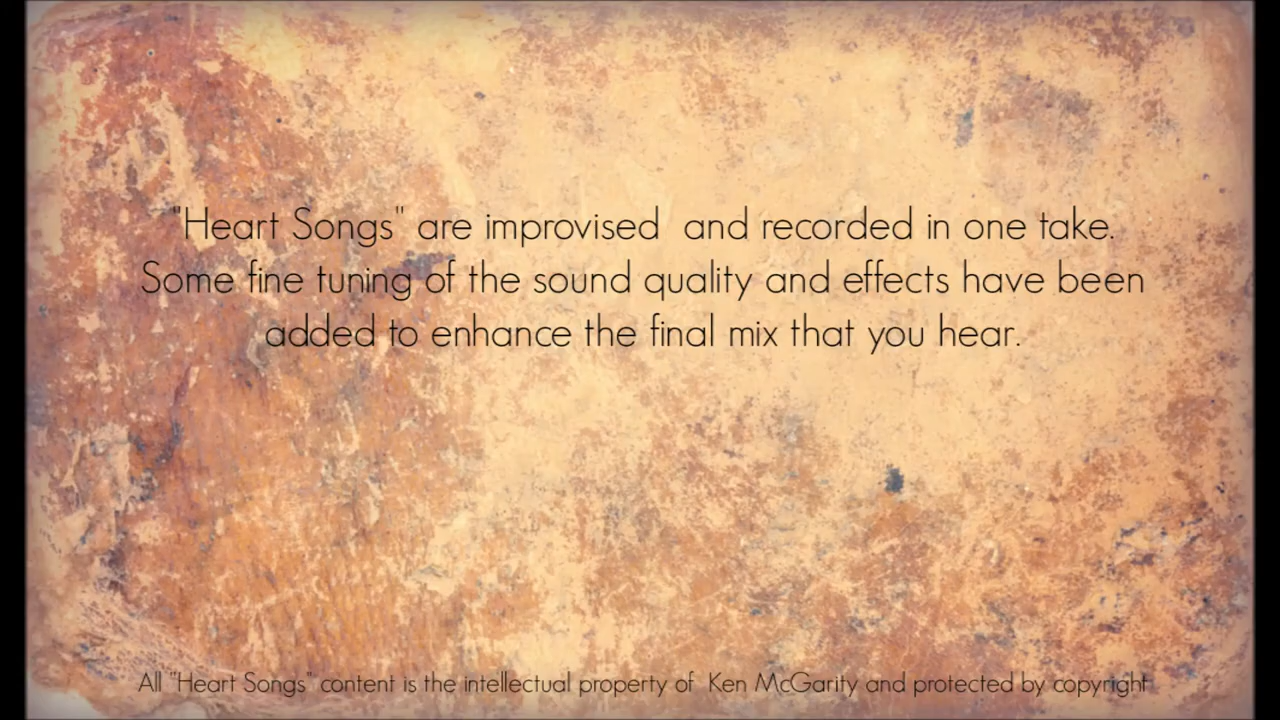 "Heart Songs" are improvised  and recorded in one take.
Some fine tuning of the sound quality and effects have been
added to enhance the final mix that you hear.
All "Heart Songs" content is the intellectual property of  Ken McGarity and protected by copyright